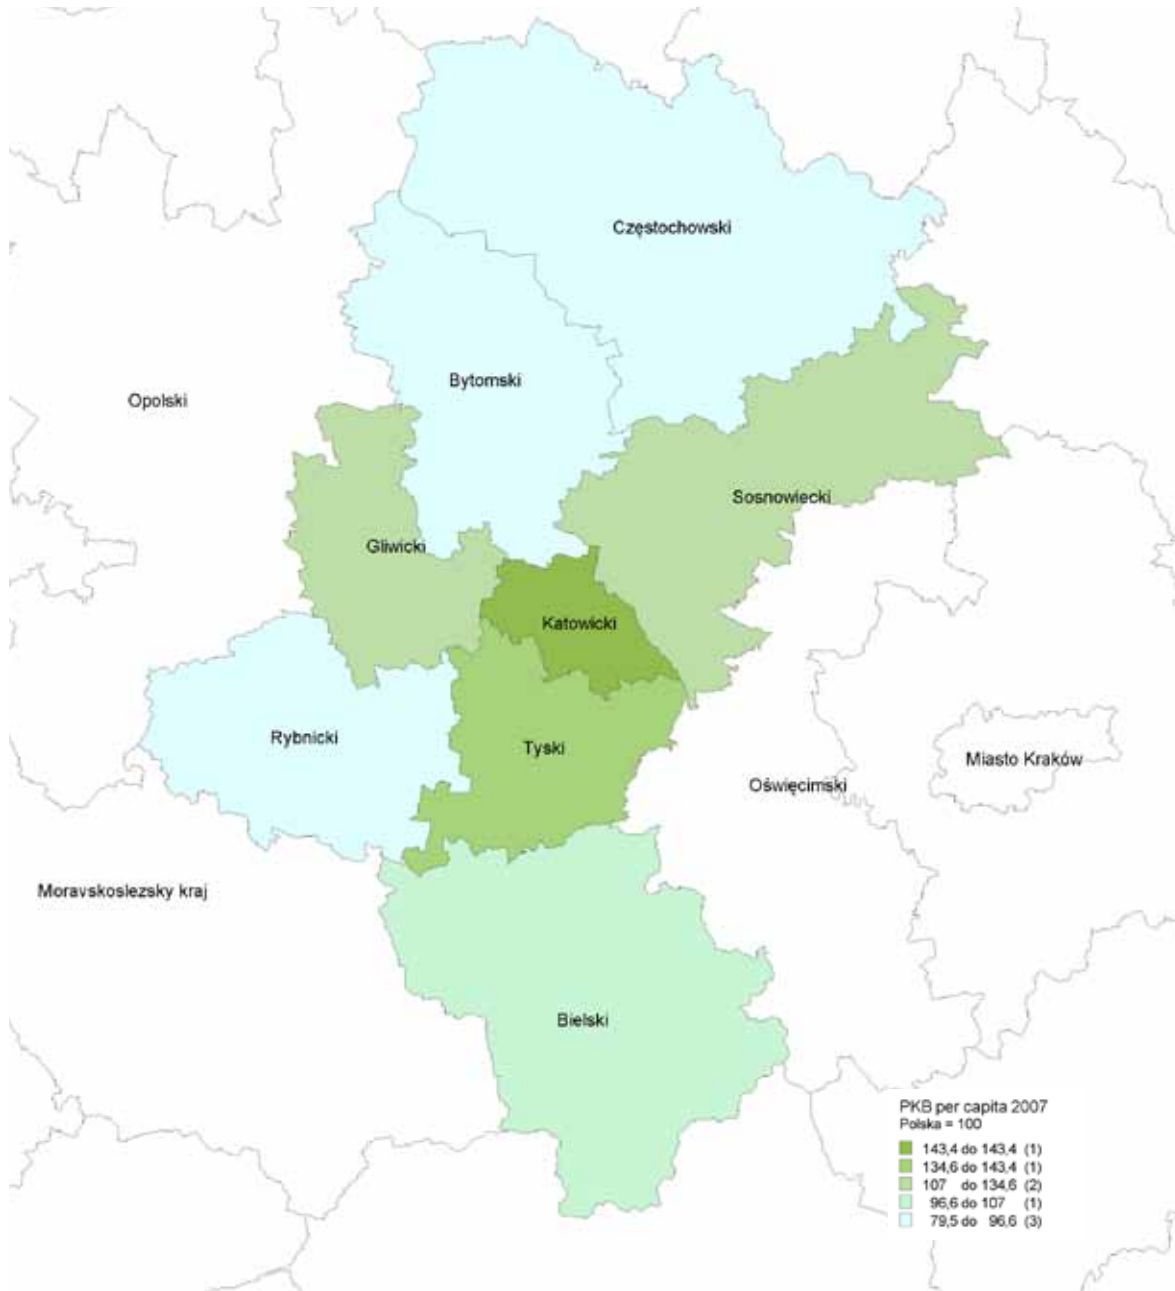 Częstochowski
Bytomski
Opolski
Sosnowiecki
Gliwicki
Katowicki
Rybnicki
Tyski
Miasto Kraków
Oświęcimski
Moravskoslezsky kraj
Bielski
PKB per capita 2007
Polska = 100
143,4 do 143,4 (1)
134,6 do 143,4 (1)
107 do 134,6 (2)
96,6 do 107 (1)
79,5 do 96,6 (3)